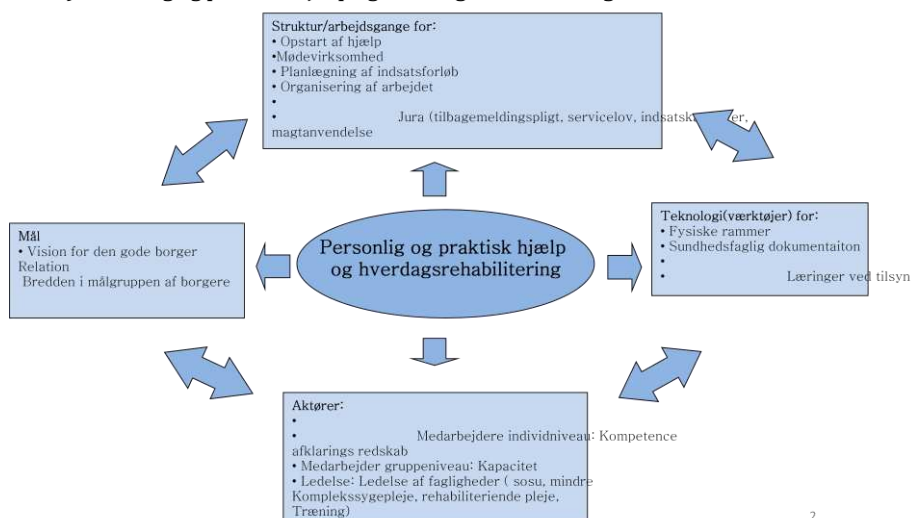 Struktur/arbejdsgange for:
• Opstart af hjælp
•Mødevirksomhed
• Planlægning af indsatsforløb
• Organisering af arbejdet
•
• Jura (tilbagemeldingspligt, servicelov,
magtanvendelse
Mål
• Vision for den gode borger
Relation
Bredden i målgruppen af borgere
Personlig og praktisk hjælp
og hverdagsrehabilitering
Teknologi(værktøjer) for:
• Fysiske rammer
• Sundhedsfaglig dokumentaiton
•
• Læringer ved tilsyn
Aktører:
•
• Medarbejdere individniveau: Kompetence
afklarings redskab
• Medarbejder gruppeniveau: Kapacitet
• Ledelse: Ledelse af fagligheder ( sosu, mindre
Komplekssygepleje, rehabiliteriende pleje,
Træning)
2